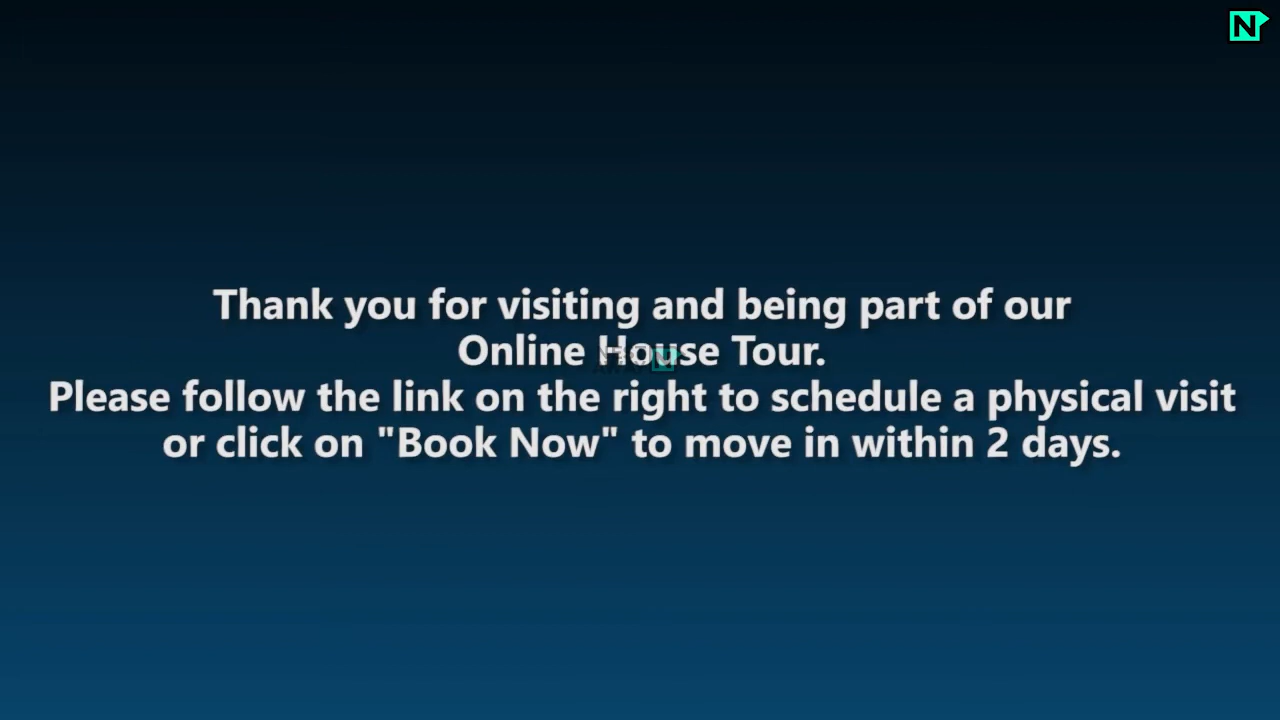 N
Thank you for visiting and being part of our
Online House Tour.
Please follow the link on the right to schedule a physical visit
or click on "Book Now" to move in within 2 days.